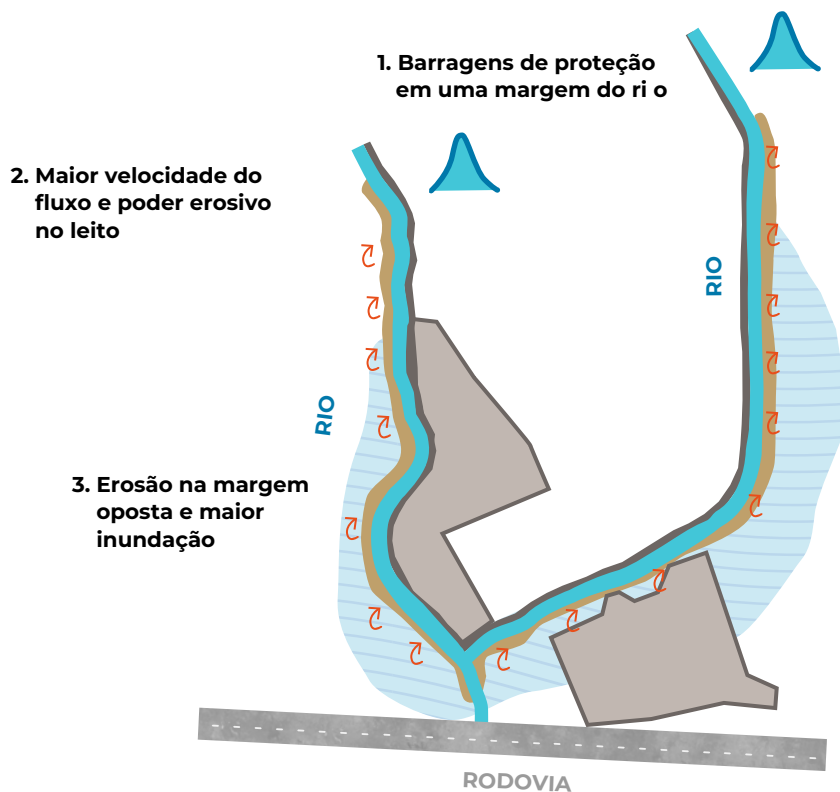 1. Barragens de proteção
em uma margem do ri o
2. Maior velocidade do
fluxo e poder erosivo
no leito
RIO
RIO
3. Erosão na margem
oposta e maior
inundação
RODOVIA